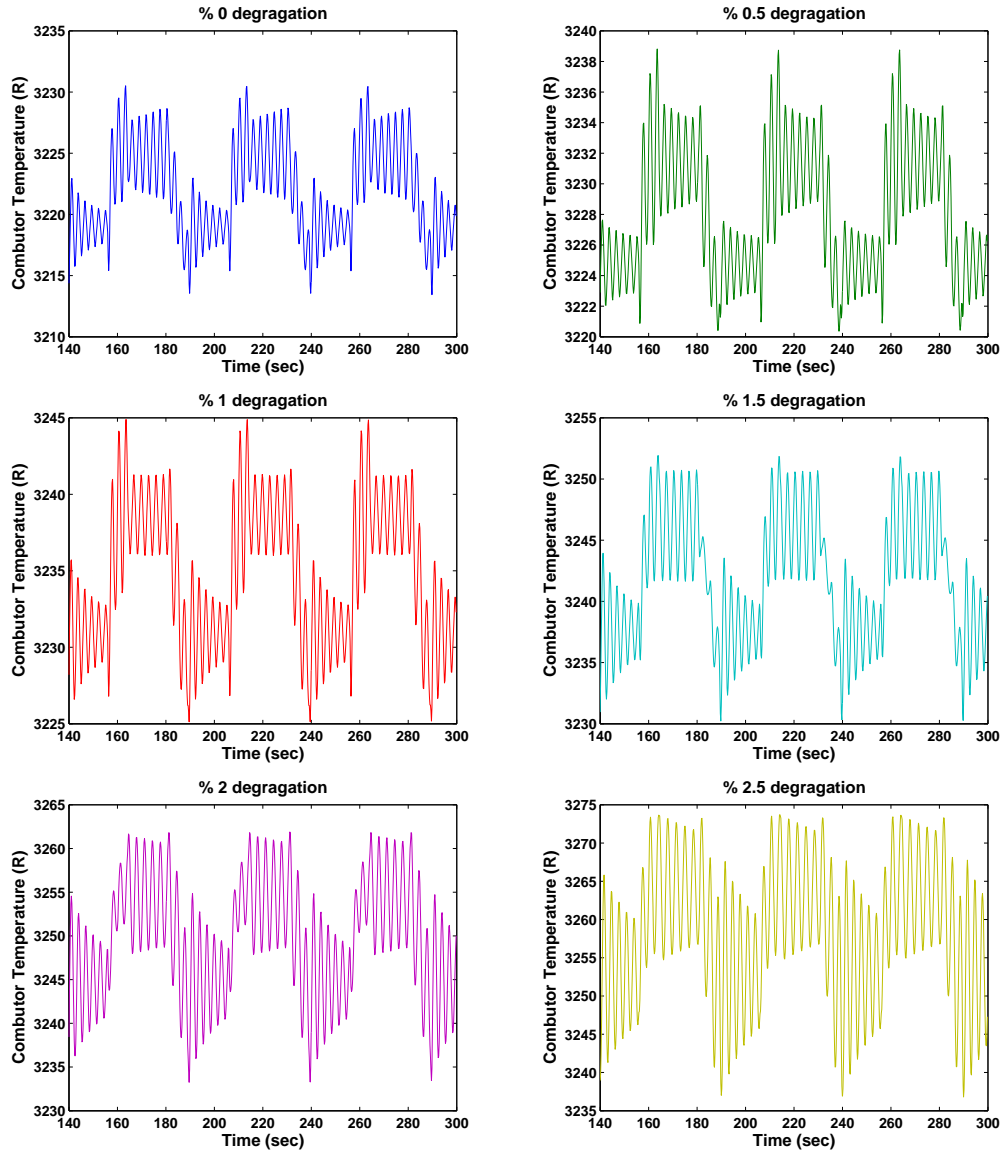 % 0 degragation
Combutor Temperature (R)
3235
3230
3225
3220
3215
3210
140 160 180 200 220 240 260 280 300
Time (sec)
% 0.5 degragation
Combutor Temperature (R)
3240
3238
3236
3234
3232
3230
3228
3226
3224
3222
3220
140 160 180 200 220 240 260 280 300
Time (sec)
% 1 degragation
Combutor Temperature (R)
3245
3240
3235
3230
3225
140 160 180 200 220 240 260 280 300
Time (sec)
% 1.5 degragation
Combutor Temperature (R)
3255
3250
3245
3240
3235
3230
140 160 180 200 220 240 260 280 300
Time (sec)
% 2 degragation
Combutor Temperature (R)
3265
3260
3255
3250
3245
3240
3235
3230
140 160 180 200 220 240 260 280 300
Time (sec)
% 2.5 degragation
Combutor Temperature (R)
3275
3270
3265
3260
3255
3250
3245
3240
3235
140 160 180 200 220 240 260 280 300
Time (sec)